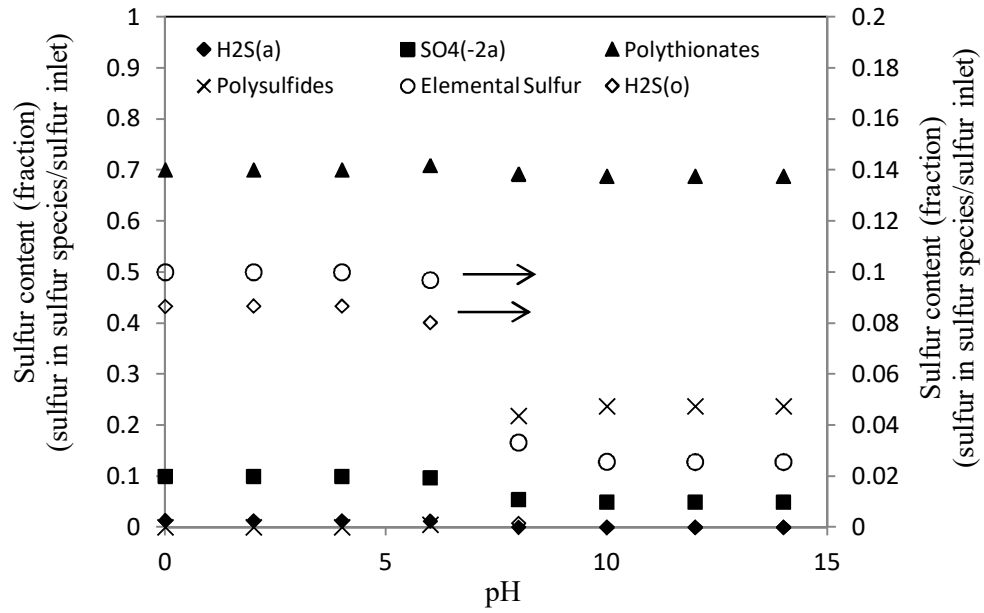 H2S(a) SO4(-2a) Polythionates
Polysulfides Elemental Sulfur H2S(o)
Sulfur content (fraction)
(sulfur in sulfur species/sulfur inlet)
1
0.9
0.8
0.7
0.6
0.5
0.4
0.3
0.2
0.1
0
0.2
0.18
0.16
0.14
0.12
0.1
0.08
0.06
0.04
0.02
0
Sulfur content (fraction)
(sulfur in sulfur species/sulfur inlet)
0 5 10 15
pH